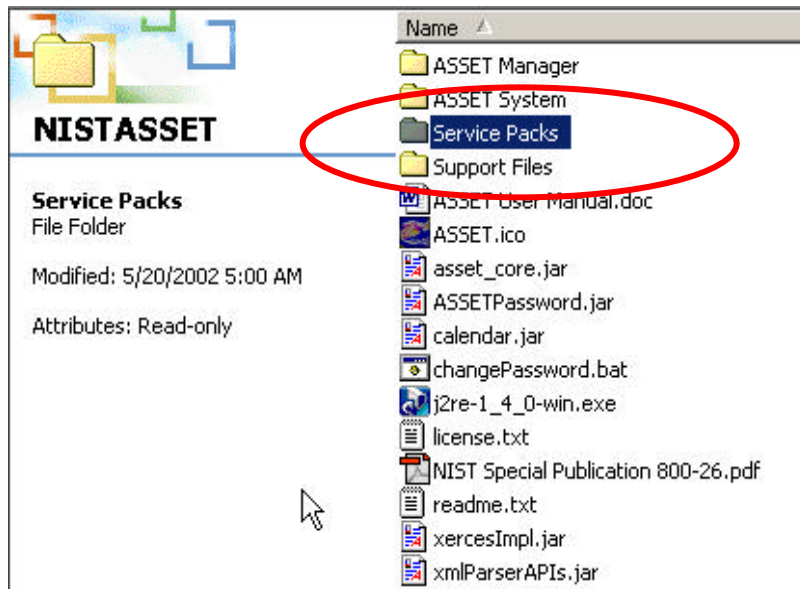 NISTASSET
Service Packs
File Folder
Modified: 5/20/2002 5:00 AM
Attributes: Read-only
Name
ASSET Manager
ASSET System
Service Packs
Support Files
ASSET User Manual.doc
ASSET.ico
asset_core.jar
ASSETPassword.jar
calendar.jar
changePassword.bat
j2re-1_4_0-win.exe
license.txt
NIST Special Publication 800-26.pdf
readme.txt
xercesImpl.jar
xmlParserAPIs.jar